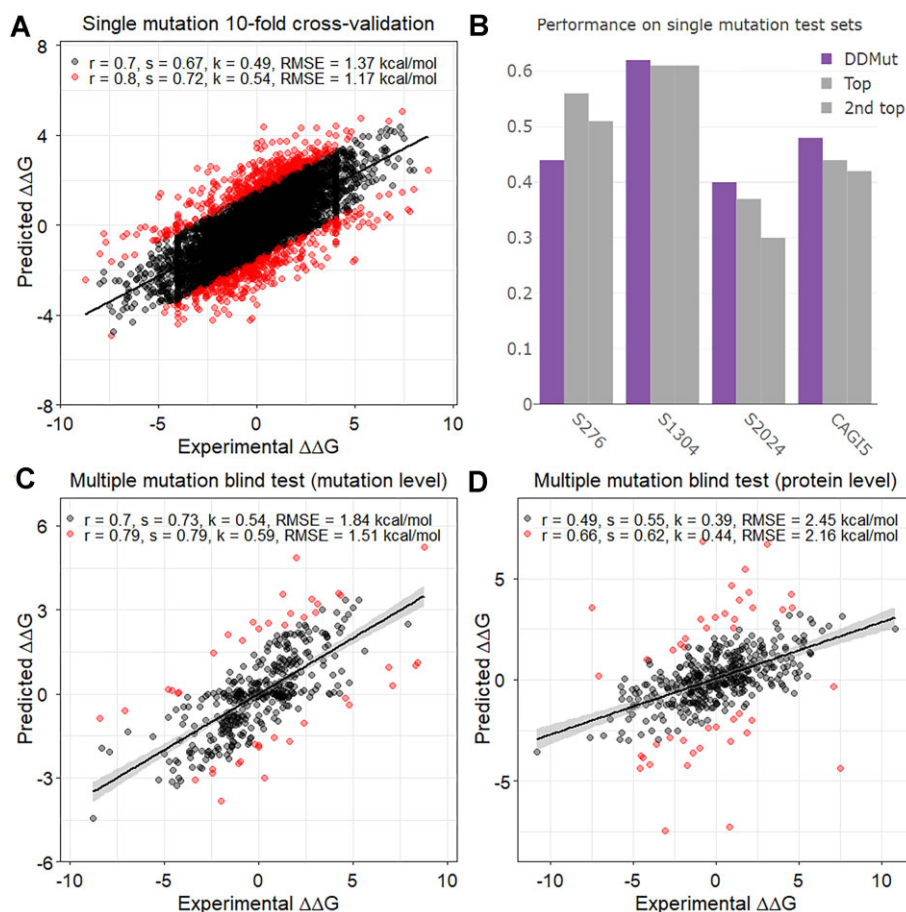 A
Single mutation 10-fold cross-validation
r = 0.7, s = 0.67, k = 0.49, RMSE = 1.37 kcal/mol
r = 0.8, s = 0.72, k = 0.54, RMSE = 1.17 kcal/mol
8
4
0
-4
-8
Predicted ΔΔG
-10
-5
0
5
10
Experimental ΔΔG
B
Performance on single mutation test sets
DDMut
Top
2nd top
0.6
0.5
0.4
0.3
0.2
0.1
0
S276
S1304
S2024
CAGI5
C
Multiple mutation blind test (mutation level)
r = 0.7, s = 0.73, k = 0.54, RMSE = 1.84 kcal/mol
r = 0.79, s = 0.79, k = 0.59, RMSE = 1.51 kcal/mol
6
3
0
-3
-6
Predicted ΔΔG
-10
-5
0
5
10
Experimental ΔΔG
D
Multiple mutation blind test (protein level)
r = 0.49, s = 0.55, k = 0.39, RMSE = 2.45 kcal/mol
r = 0.66, s = 0.62, k = 0.44, RMSE = 2.16 kcal/mol
5
0
-5
Predicted ΔΔG
-10
-5
0
5
10
Experimental ΔΔG